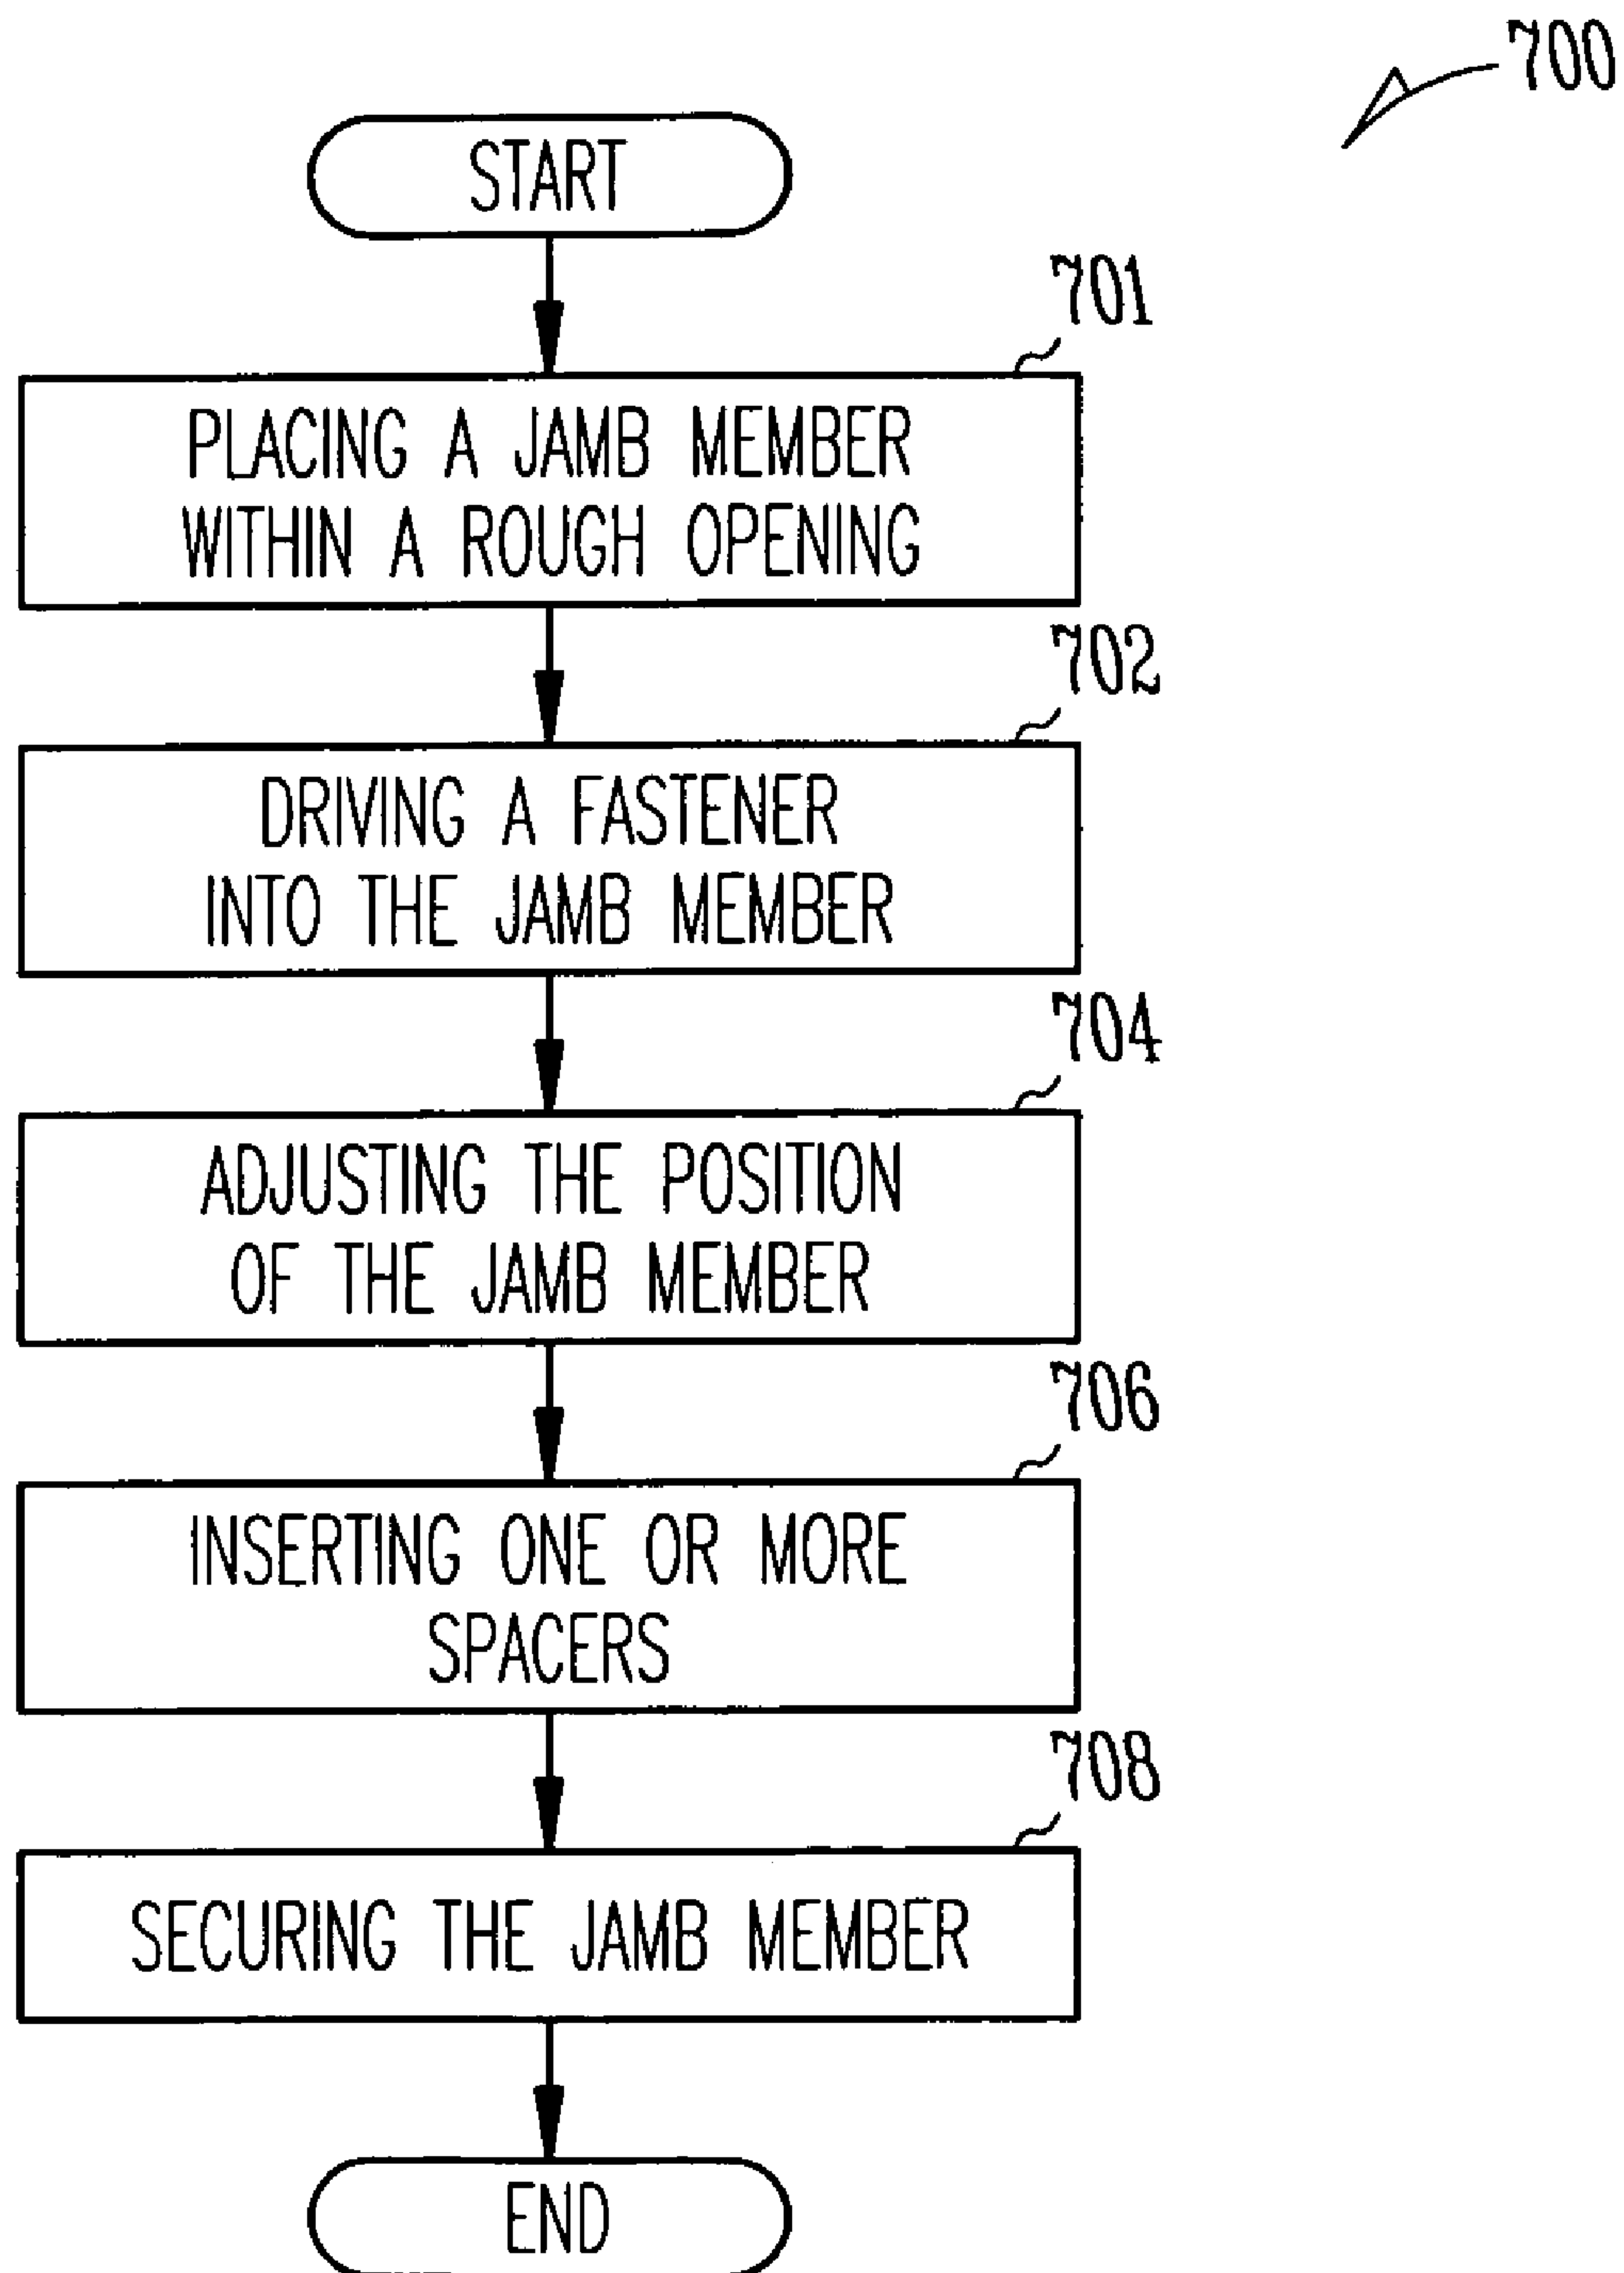 700
START
701
PLACING A JAMB MEMBER
WITHIN A ROUGH OPENING
702
DRIVING A FASTENER
INTO THE JAMB MEMBER
704
ADJUSTING THE POSITION
OF THE JAMB MEMBER
706
INSERTING ONE OR MORE
SPACERS
708
SECURING THE JAMB MEMBER
END